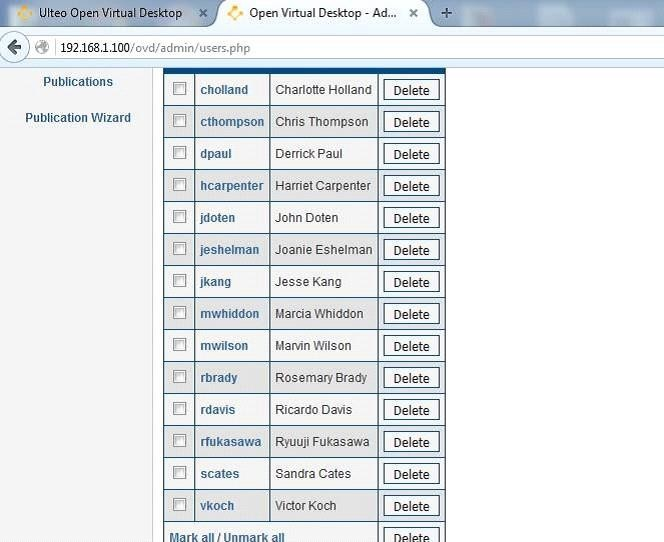 Ulteo Open Virtual Desktop × Open Virtual Desktop - Ad... × +
192.168.1.100/ovd/admin/users.php
Publications
Publication Wizard
cholland Charlotte Holland Delete
cthompson Chris Thompson Delete
dpaul Derrick Paul Delete
hcarpenter Harriet Carpenter Delete
jdoten John Doten Delete
jeshelman Joanie Eshelman Delete
jkang Jesse Kang Delete
mwhiddon Marcia Whiddon Delete
mwilson Marvin Wilson Delete
rbrady Rosemary Brady Delete
rdavis Ricardo Davis Delete
rfukasawa Ryuuji Fukasawa Delete
scates Sandra Cates Delete
vkoch Victor Koch Delete
Mark all / Unmark all Delete